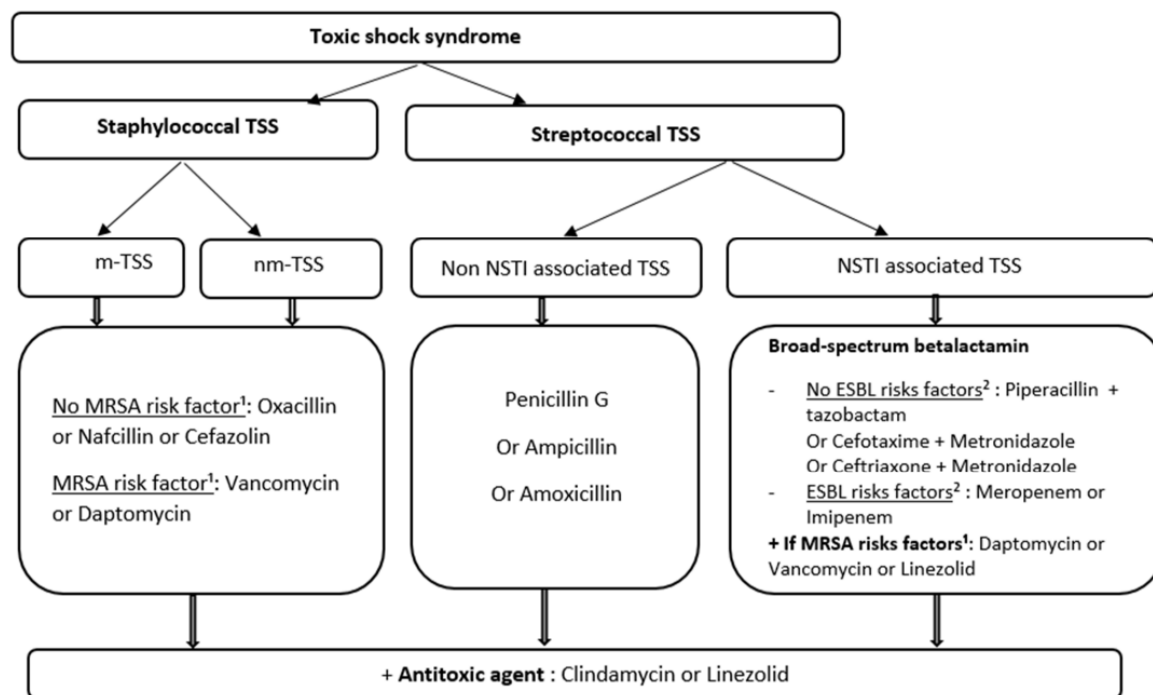 Toxic shock syndrome
Staphylococcal TSS
Streptococcal TSS
m-TSS
nm-TSS
Non NSTI associated TSS
NSTI associated TSS
No MRSA risk factor¹: Oxacillin
or Nafcillin or Cefazolin
MRSA risk factor¹: Vancomycin
or Daptomycin
Penicillin G
Or Ampicillin
Or Amoxicillin
Broad-spectrum betalactamin
- No ESBL risks factors² : Piperacillin +
tazobactam
Or Cefotaxime + Metronidazole
Or Ceftriaxone + Metronidazole
- ESBL risks factors² : Meropenem or
Imipenem
+ If MRSA risks factors¹: Daptomycin or
Vancomycin or Linezolid
+ Antitoxic agent : Clindamycin or Linezolid